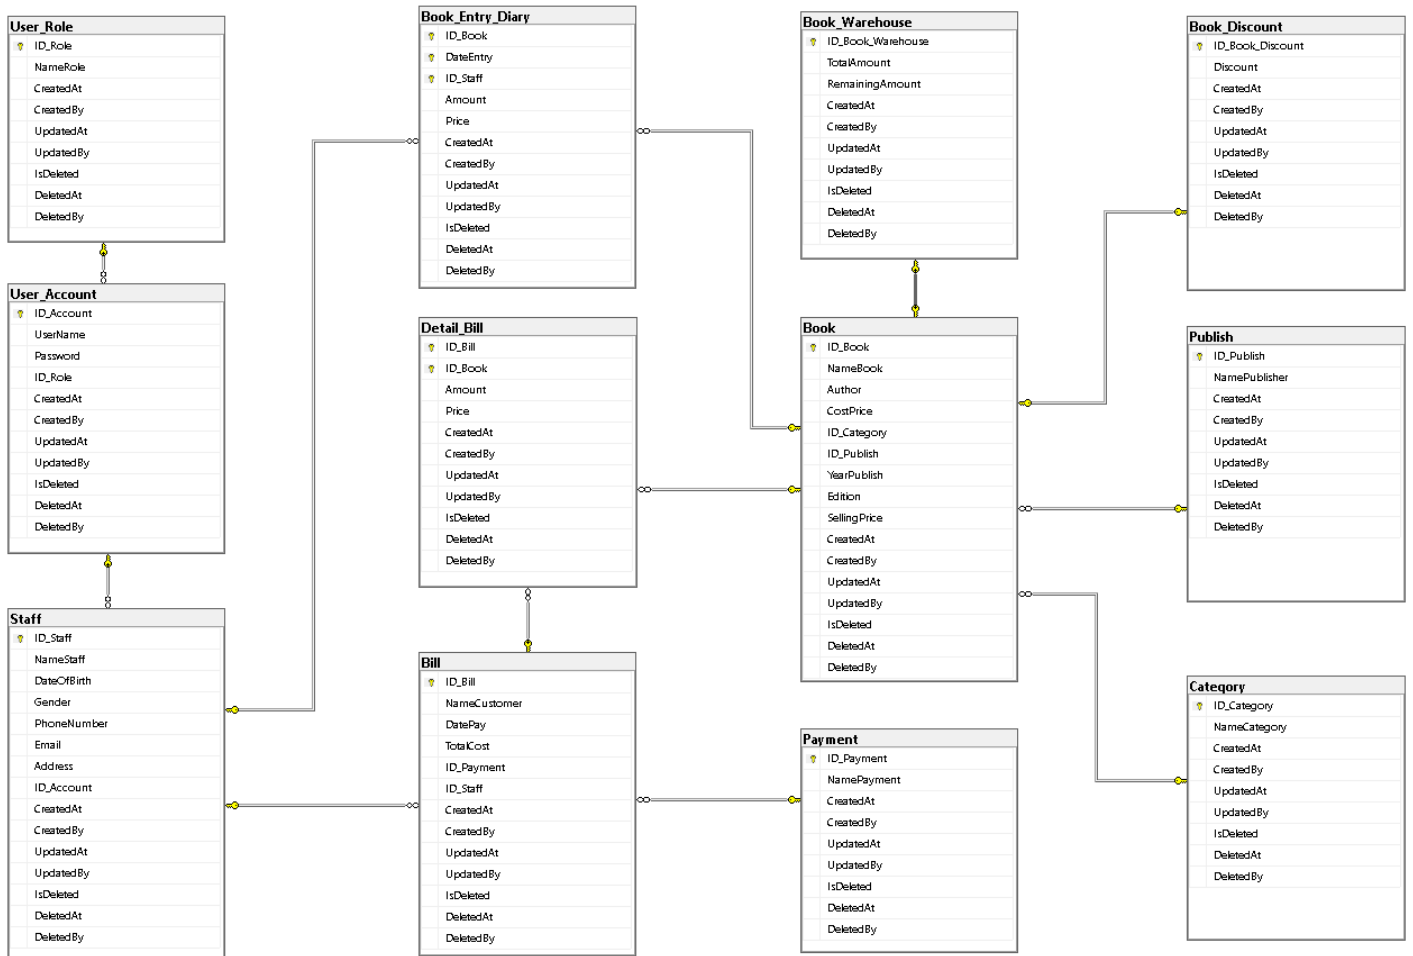 User_Role
ID_Role
NameRole
CreatedAt
CreatedBy
UpdatedAt
UpdatedBy
IsDeleted
DeletedAt
DeletedBy
User_Account
ID_Account
UserName
Password
ID_Role
CreatedAt
CreatedBy
UpdatedAt
UpdatedBy
IsDeleted
DeletedAt
DeletedBy
Staff
ID_Staff
NameStaff
DateOfBirth
Gender
PhoneNumber
Email
Address
ID_Account
CreatedAt
CreatedBy
UpdatedAt
UpdatedBy
IsDeleted
DeletedAt
DeletedBy
Book_Entry_Diary
ID_Book
DateEntry
ID_Staff
Amount
Price
CreatedAt
CreatedBy
UpdatedAt
UpdatedBy
IsDeleted
DeletedAt
DeletedBy
Detail_Bill
ID_Bill
ID_Book
Amount
Price
CreatedAt
CreatedBy
UpdatedAt
UpdatedBy
IsDeleted
DeletedAt
DeletedBy
Bill
ID_Bill
NameCustomer
DatePay
TotalCost
ID_Payment
ID_Staff
CreatedAt
CreatedBy
UpdatedAt
UpdatedBy
IsDeleted
DeletedAt
DeletedBy
Book_Warehouse
ID_Book_Warehouse
TotalAmount
RemainingAmount
CreatedAt
CreatedBy
UpdatedAt
UpdatedBy
IsDeleted
DeletedAt
DeletedBy
Book
ID_Book
NameBook
Author
CostPrice
ID_Category
ID_Publish
YearPublish
Edition
SellingPrice
CreatedAt
CreatedBy
UpdatedAt
UpdatedBy
IsDeleted
DeletedAt
DeletedBy
Payment
ID_Payment
NamePayment
CreatedAt
CreatedBy
UpdatedAt
UpdatedBy
IsDeleted
DeletedAt
DeletedBy
Book_Discount
ID_Book_Discount
Discount
CreatedAt
CreatedBy
UpdatedAt
UpdatedBy
IsDeleted
DeletedAt
DeletedBy
Publish
ID_Publish
NamePublisher
CreatedAt
CreatedBy
UpdatedAt
UpdatedBy
IsDeleted
DeletedAt
DeletedBy
Category
ID_Category
NameCategory
CreatedAt
CreatedBy
UpdatedAt
UpdatedBy
IsDeleted
DeletedAt
DeletedBy